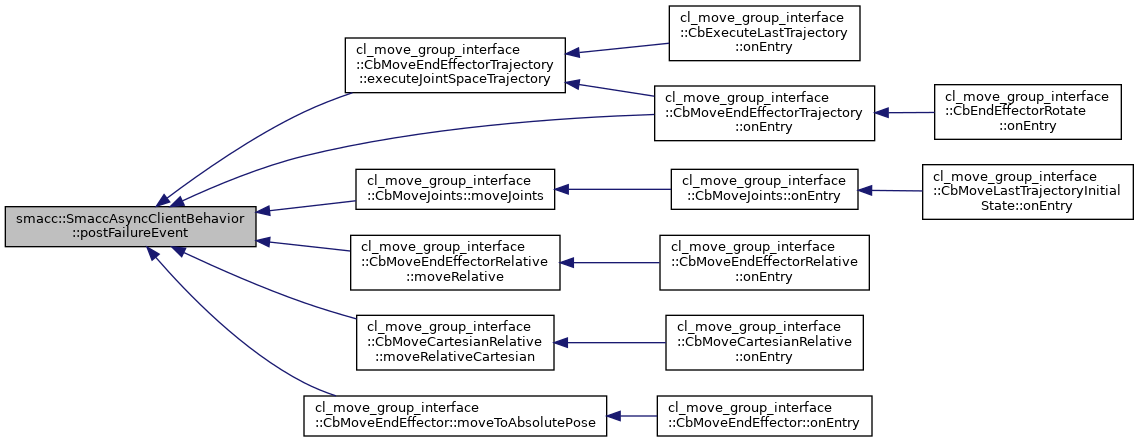 cl_move_group_interface
::CbExecuteLastTrajectory
::onEntry
cl_move_group_interface
::CbMoveEndEffectorTrajectory
::executeJointSpaceTrajectory
cl_move_group_interface
::CbMoveEndEffectorTrajectory
::onEntry
cl_move_group_interface
::CbEndEffectorRotate
::onEntry
cl_move_group_interface
::CbMoveJoints::moveJoints
cl_move_group_interface
::CbMoveJoints::onEntry
cl_move_group_interface
::CbMoveLastTrajectoryInitial
State::onEntry
smacc::SmaccAsyncClientBehavior
::postFailureEvent
cl_move_group_interface
::CbMoveEndEffectorRelative
::moveRelative
cl_move_group_interface
::CbMoveEndEffectorRelative
::onEntry
cl_move_group_interface
::CbMoveCartesianRelative
::moveRelativeCartesian
cl_move_group_interface
::CbMoveCartesianRelative
::onEntry
cl_move_group_interface
::CbMoveEndEffector::moveToAbsolutePose
cl_move_group_interface
::CbMoveEndEffector::onEntry